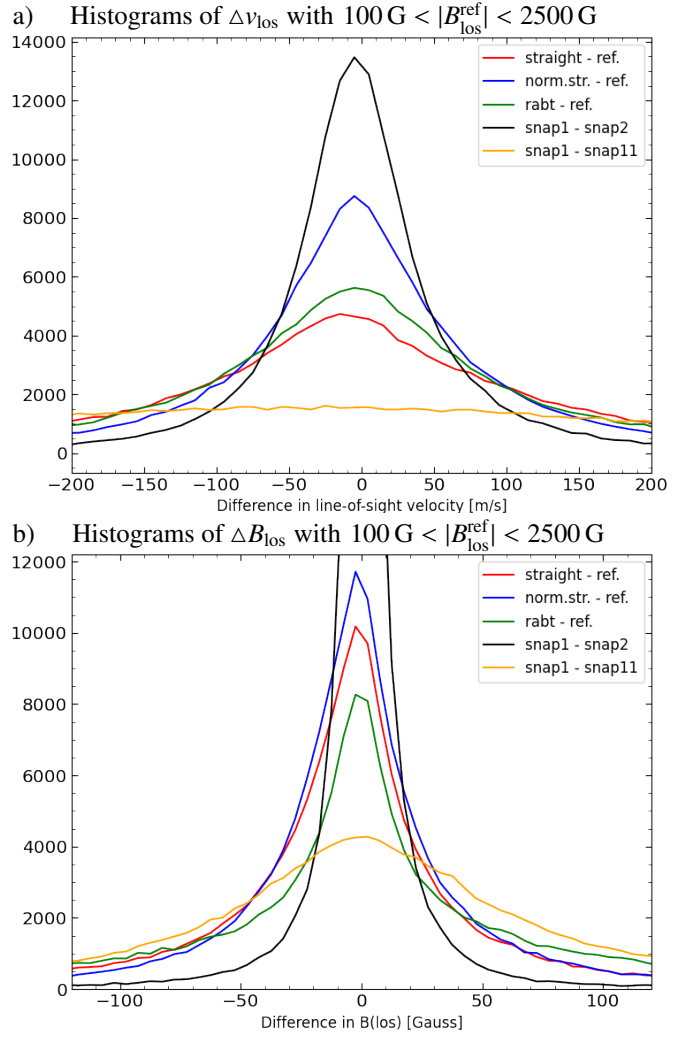 a) Histograms of △v_los with 100 G < |B_los^ref| < 2500 G
14000
12000
10000
8000
6000
4000
2000
0
straight - ref.
norm.str. - ref.
rabt - ref.
snap1 - snap2
snap1 - snap11
−200 −150 −100 −50 0 50 100 150 200
Difference in line-of-sight velocity [m/s]
b) Histograms of △B_los with 100 G < |B_los^ref| < 2500 G
12000
10000
8000
6000
4000
2000
0
straight - ref.
norm.str. - ref.
rabt - ref.
snap1 - snap2
snap1 - snap11
−100 −50 0 50 100
Difference in B(los) [Gauss]